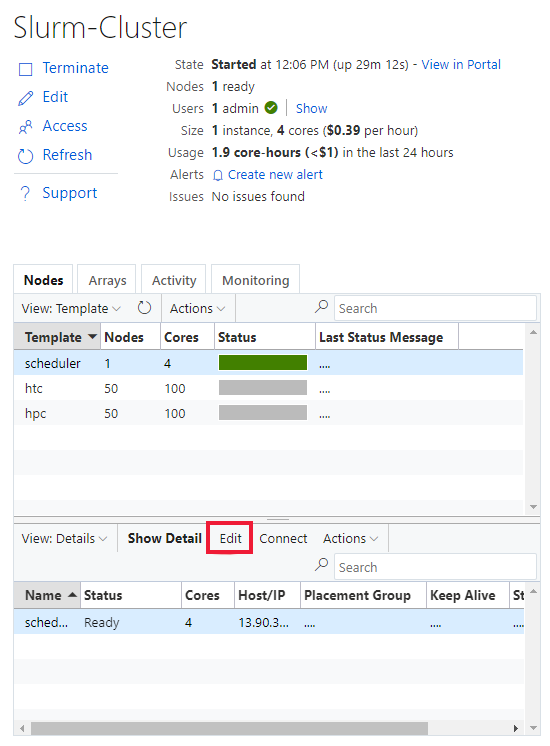 Slurm-Cluster
Terminate
Edit
Access
Refresh
Support
State Started at 12:06 PM (up 29m 12s) - View in Portal
Nodes 1 ready
Users 1 admin Show
Size 1 instance, 4 cores ($0.39 per hour)
Usage 1.9 core-hours (<$1) in the last 24 hours
Alerts Create new alert
Issues No issues found
Nodes Arrays Activity Monitoring
View: Template Actions Search
Template Nodes Cores Status Last Status Message
scheduler 1 4 ....
htc 50 100 ....
hpc 50 100 ....
View: Details Show Detail Edit Connect Actions
Search
Name Status Cores Host/IP Placement Group Keep Alive St
sched... Ready 4 13.90.3... .... .... ...